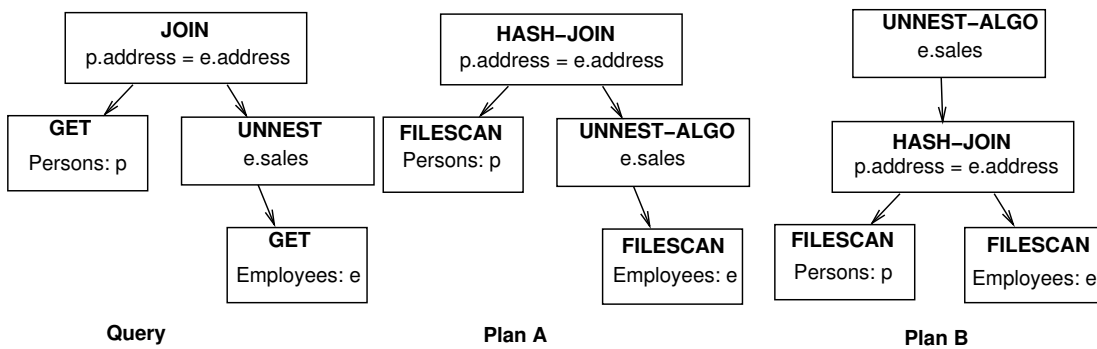 JOIN
p.address = e.address
GET
Persons: p
UNNEST
e.sales
GET
Employees: e
Query
HASH–JOIN
p.address = e.address
FILESCAN
Persons: p
UNNEST–ALGO
e.sales
FILESCAN
Employees: e
Plan A
UNNEST–ALGO
e.sales
HASH–JOIN
p.address = e.address
FILESCAN
Persons: p
FILESCAN
Employees: e
Plan B